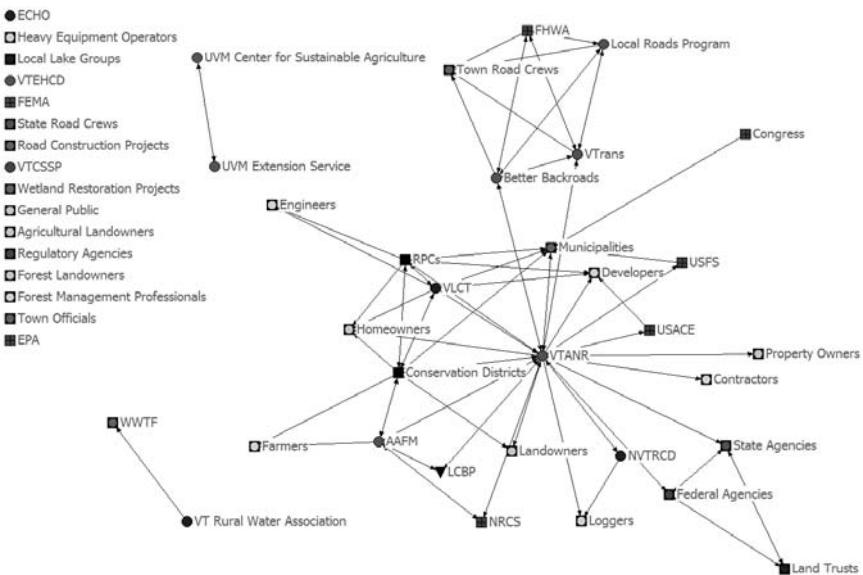 ECHO
Heavy Equipment Operators
Local Lake Groups
VTEHCD
FEMA
State Road Crews
Road Construction Projects
VTCSSP
Wetland Restoration Projects
General Public
Agricultural Landowners
Regulatory Agencies
Forest Landowners
Forest Management Professionals
Town Officials
EPA
FHWA
Local Roads Program
UVM Center for Sustainable Agriculture
Town Road Crews
Congress
VTrans
UVM Extension Service
Better Backroads
Engineers
Municipalities
RPCs
USFS
Developers
VLCT
Homeowners
USACE
VTANR
Property Owners
Conservation Districts
Contractors
WWTF
AAFM
Farmers
State Agencies
Landowners
NVTRCD
LCBP
Federal Agencies
VT Rural Water Association
NRCS
Loggers
Land Trusts